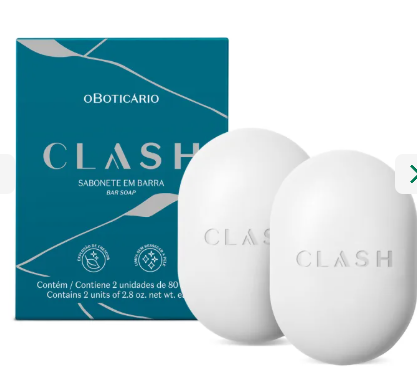 oBOTICÁRIO
CLASH
SABONETE EM BARRA
BAR SOAP
Contém / Contiene 2 unidades de 80
Contains 2 units of 2.8 oz. net wt.
CLAS
CLASH